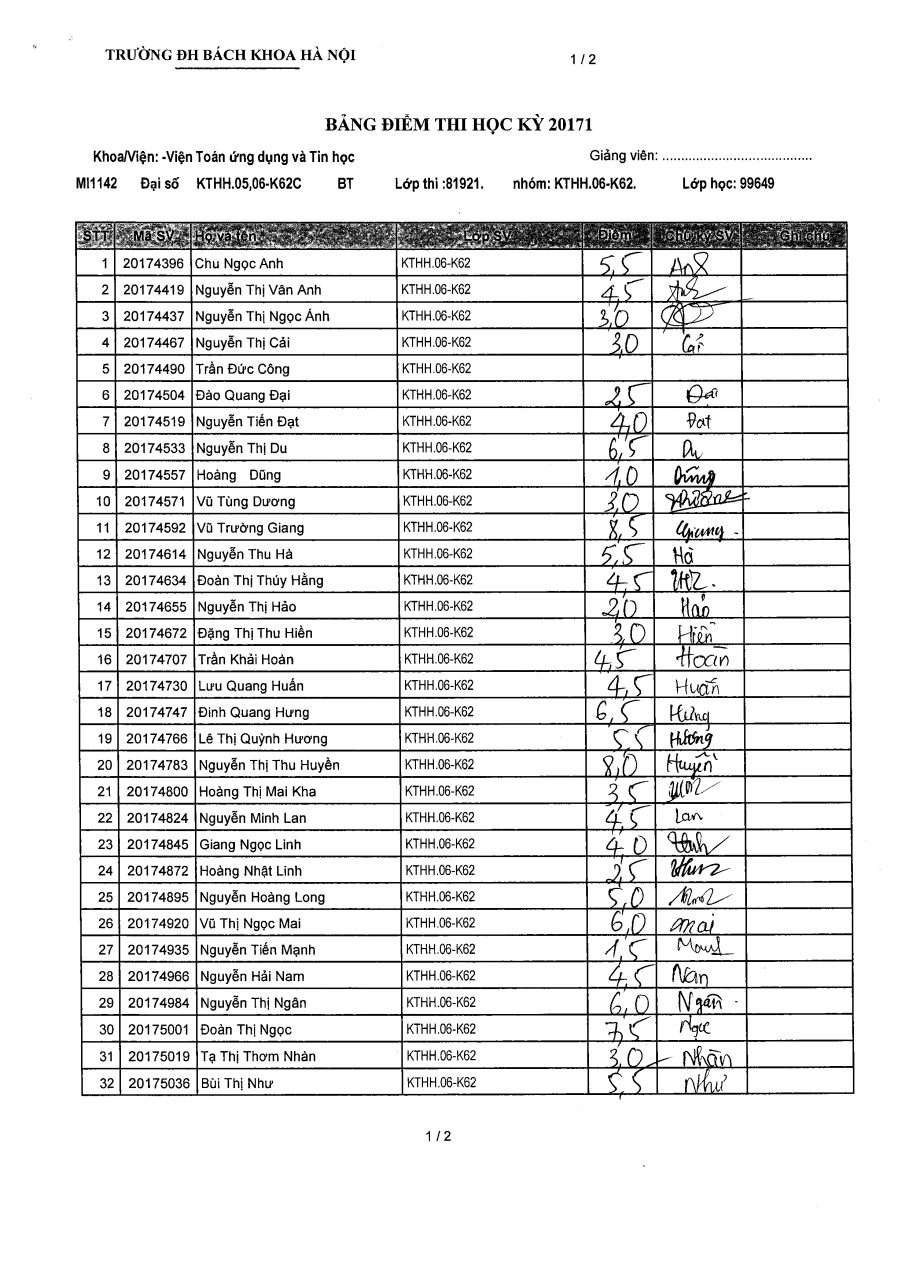 TRƯỜNG ĐH BÁCH KHOA HÀ NỘI 1 / 2
BẢNG ĐIỂM THI HỌC KỲ 20171
Khoa/Viện: -Viện Toán ứng dụng và Tin học Giảng viên: ..........................................
MI1142 Đại số KTHH.05,06-K62C BT Lớp thi :81921. nhóm: KTHH.06-K62. Lớp học: 99649
STT Mã SV Họ và tên Lớp SV Điểm Chữ ký SV Ghi chú
1 20174396 Chu Ngọc Anh KTHH.06-K62 5,5 Anh
2 20174419 Nguyễn Thị Vân Anh KTHH.06-K62 4,5 Anh
3 20174437 Nguyễn Thị Ngọc Ánh KTHH.06-K62 3,0
4 20174467 Nguyễn Thị Cải KTHH.06-K62 3,0 Cải
5 20174490 Trần Đức Công KTHH.06-K62
6 20174504 Đào Quang Đại KTHH.06-K62 2,5 Đại
7 20174519 Nguyễn Tiến Đạt KTHH.06-K62 4,0 Đạt
8 20174533 Nguyễn Thị Du KTHH.06-K62 6,5 Du
9 20174557 Hoàng Dũng KTHH.06-K62 1,0 Dũng
10 20174571 Vũ Tùng Dương KTHH.06-K62 3,0
11 20174592 Vũ Trường Giang KTHH.06-K62 8,5 Giang
12 20174614 Nguyễn Thu Hà KTHH.06-K62 5,5 Hà
13 20174634 Đoàn Thị Thúy Hằng KTHH.06-K62 4,5
14 20174655 Nguyễn Thị Hảo KTHH.06-K62 2,0 Hảo
15 20174672 Đặng Thị Thu Hiền KTHH.06-K62 3,0 Hiền
16 20174707 Trần Khải Hoàn KTHH.06-K62 4,5 Hoàn
17 20174730 Lưu Quang Huấn KTHH.06-K62 4,5 Huấn
18 20174747 Đinh Quang Hưng KTHH.06-K62 6,5 Hưng
19 20174766 Lê Thị Quỳnh Hương KTHH.06-K62 5,5 Hương
20 20174783 Nguyễn Thị Thu Huyền KTHH.06-K62 8,0 Huyền
21 20174800 Hoàng Thị Mai Kha KTHH.06-K62 3,5
22 20174824 Nguyễn Minh Lan KTHH.06-K62 4,5 Lan
23 20174845 Giang Ngọc Linh KTHH.06-K62 4,0
24 20174872 Hoàng Nhật Linh KTHH.06-K62 2,5
25 20174895 Nguyễn Hoàng Long KTHH.06-K62 5,0
26 20174920 Vũ Thị Ngọc Mai KTHH.06-K62 6,0 mai
27 20174935 Nguyễn Tiến Mạnh KTHH.06-K62 1,5
28 20174966 Nguyễn Hải Nam KTHH.06-K62 4,5 Nam
29 20174984 Nguyễn Thị Ngân KTHH.06-K62 6,0 Ngân
30 20175001 Đoàn Thị Ngọc KTHH.06-K62 7,5 Ngọc
31 20175019 Tạ Thị Thơm Nhàn KTHH.06-K62 3,0 Nhàn
32 20175036 Bùi Thị Như KTHH.06-K62 5,5 Như
1 / 2